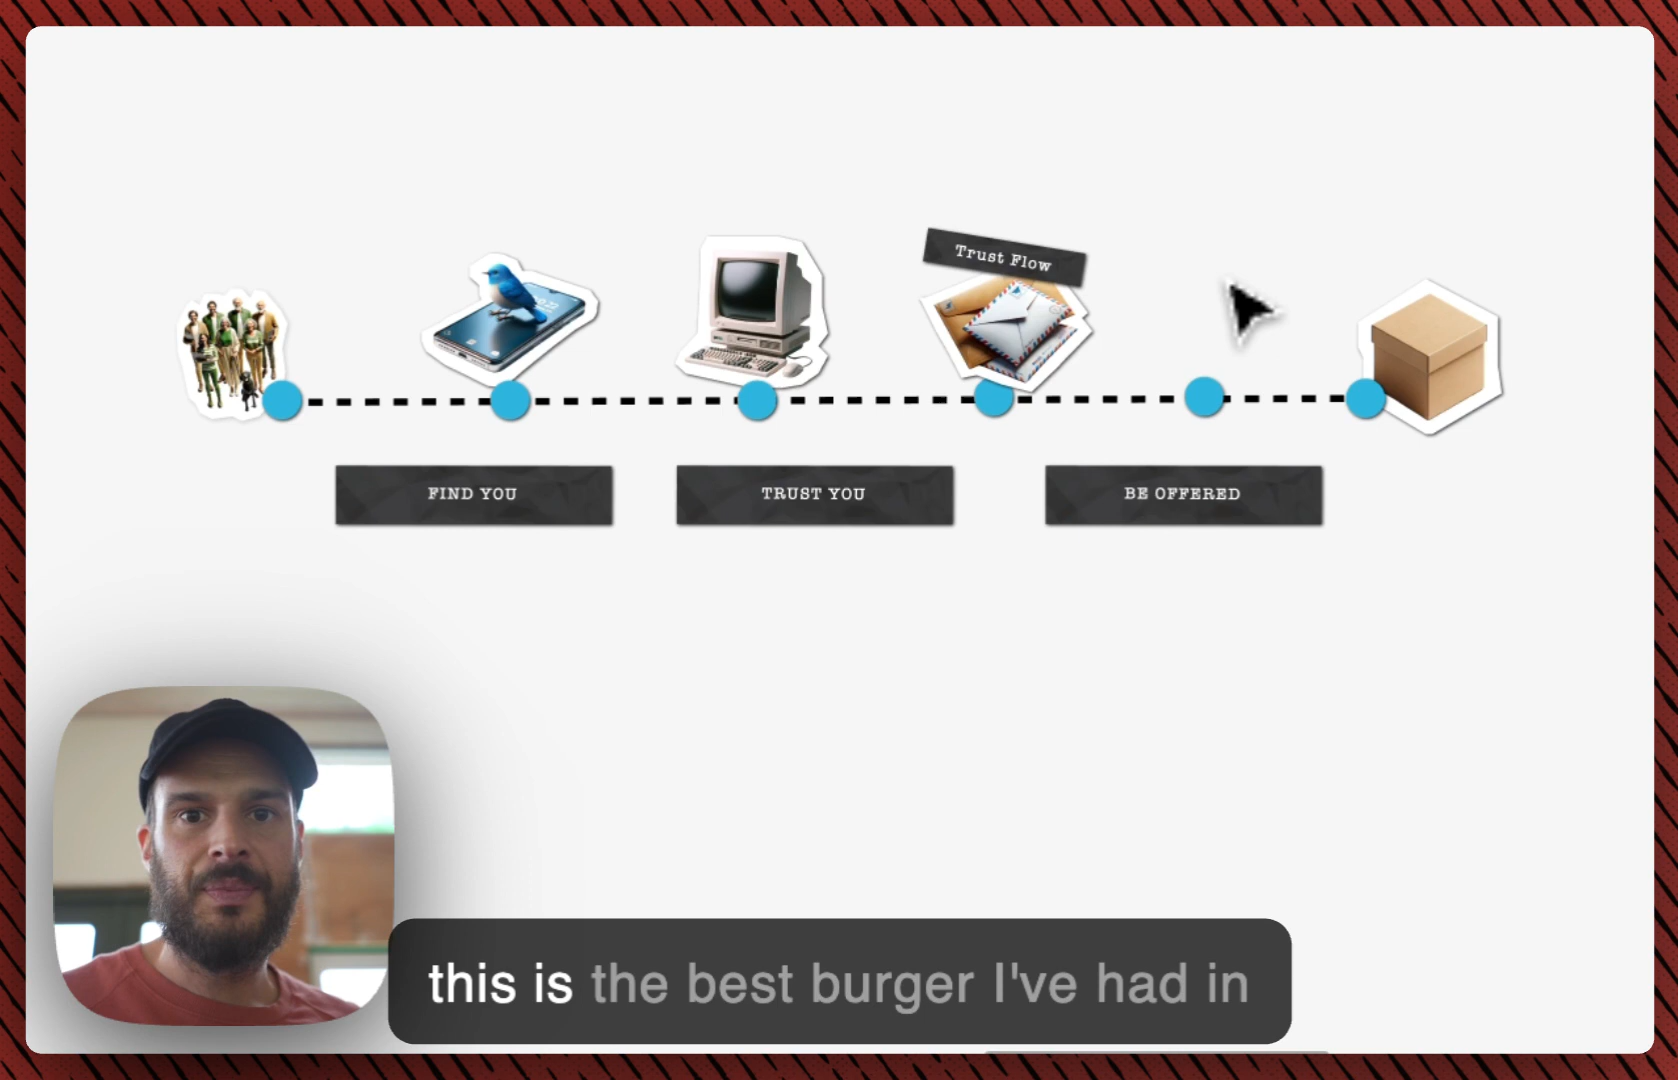 Trust Flow
FIND YOU
TRUST YOU
BE OFFERED
this is the best burger I've had in